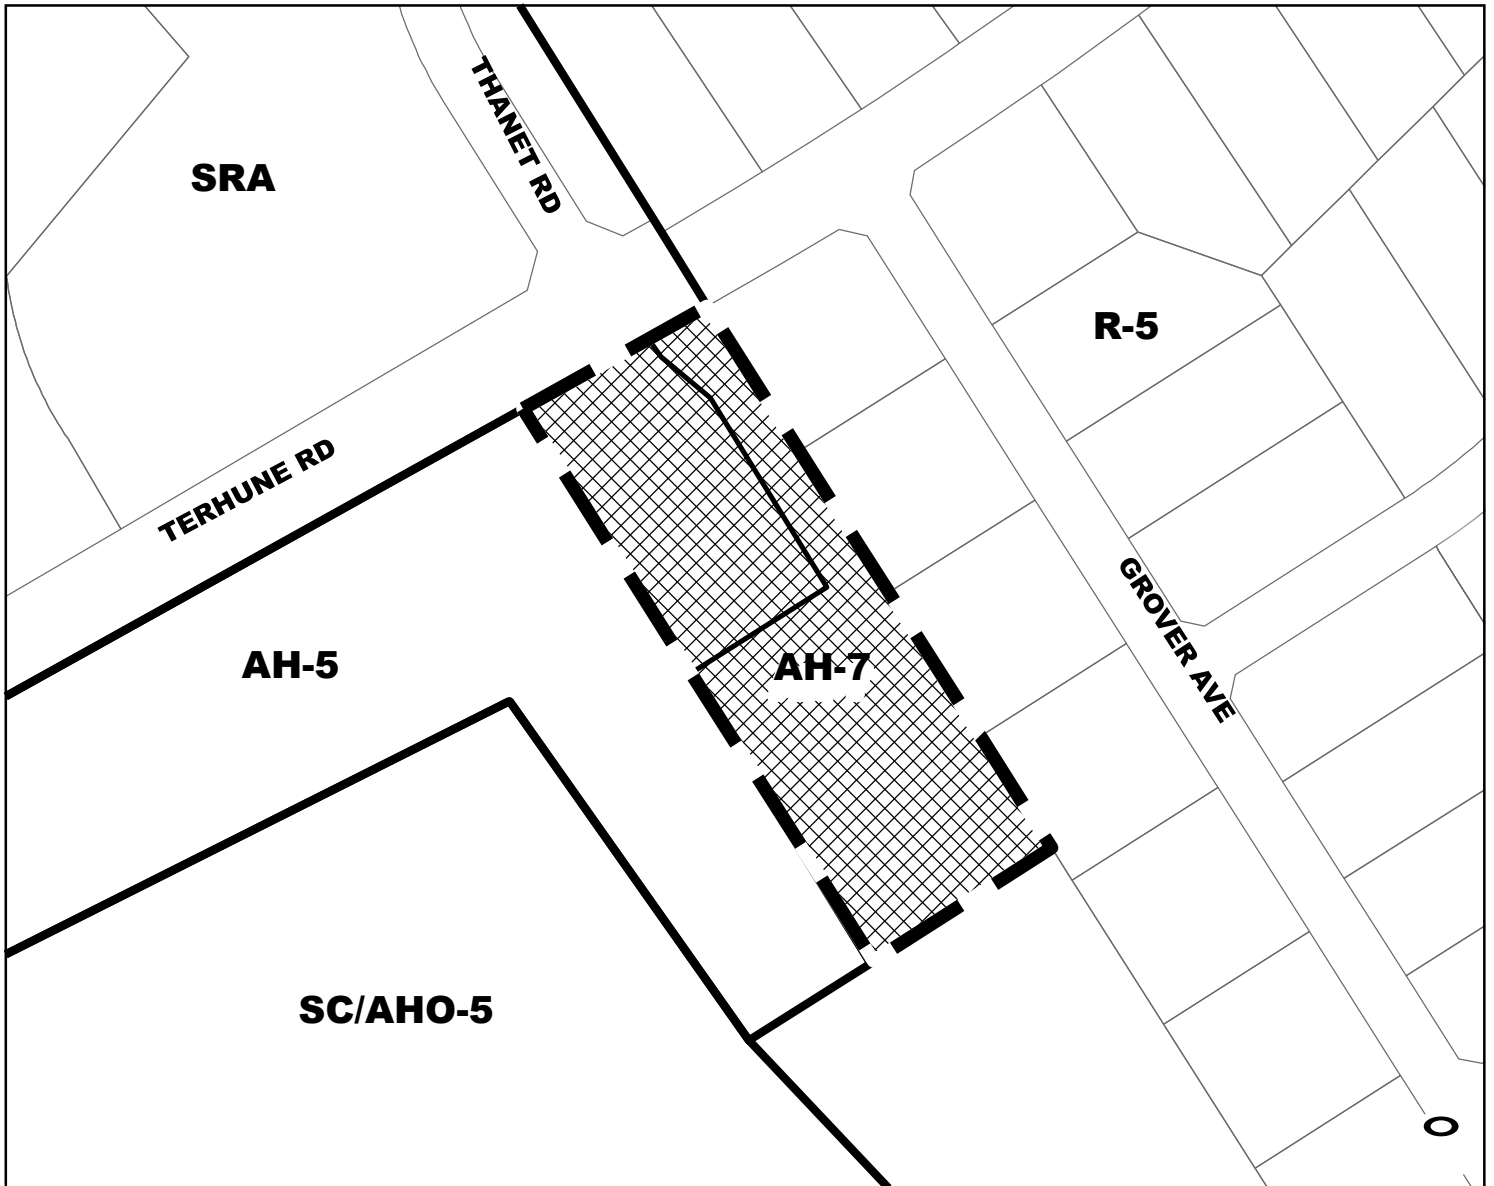 THANET RD
SRA
R-5
TERHUNE RD
GROVER AVE
AH-5
AH-7
SC/AHO-5
O